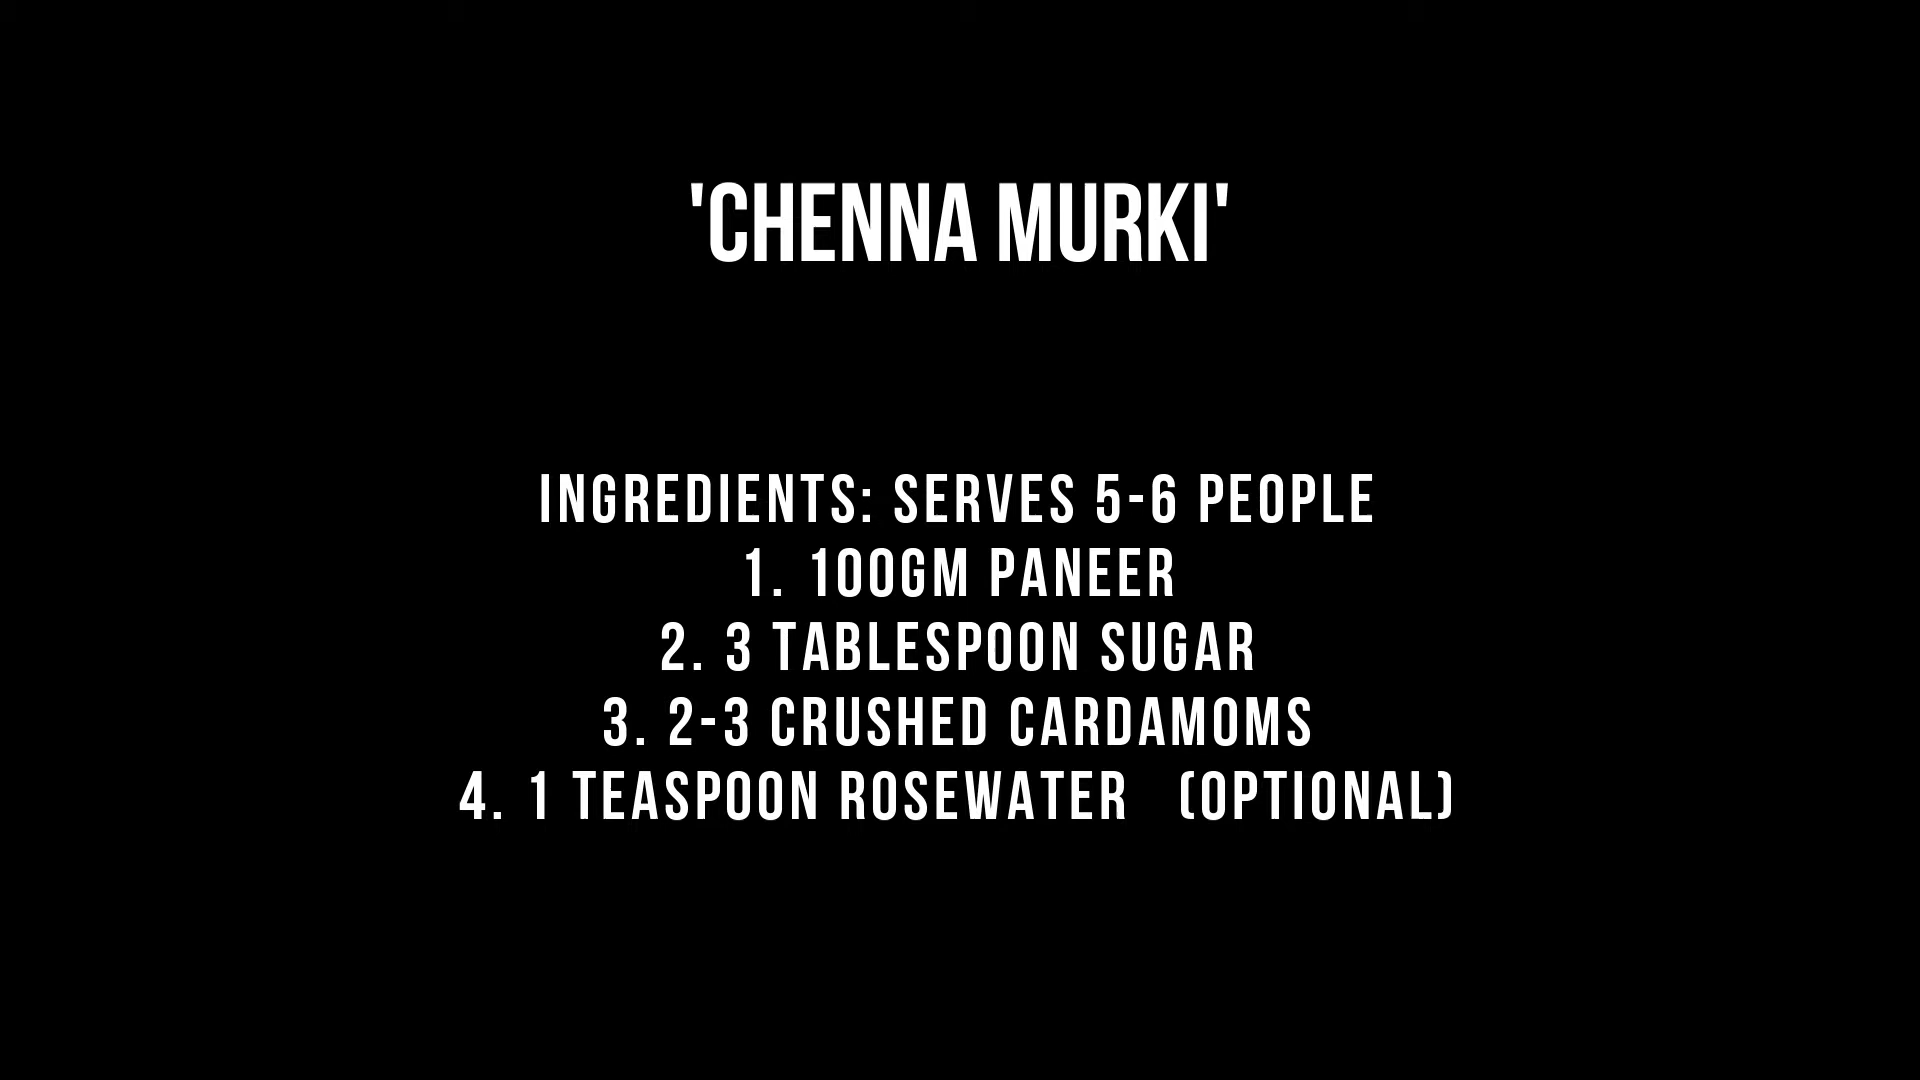 'CHENNA MURKI'
INGREDIENTS: SERVES 5-6 PEOPLE
1. 100GM PANEER
2. 3 TABLESPOON SUGAR
3. 2-3 CRUSHED CARDAMOMS
4. 1 TEASPOON ROSEWATER (OPTIONAL)